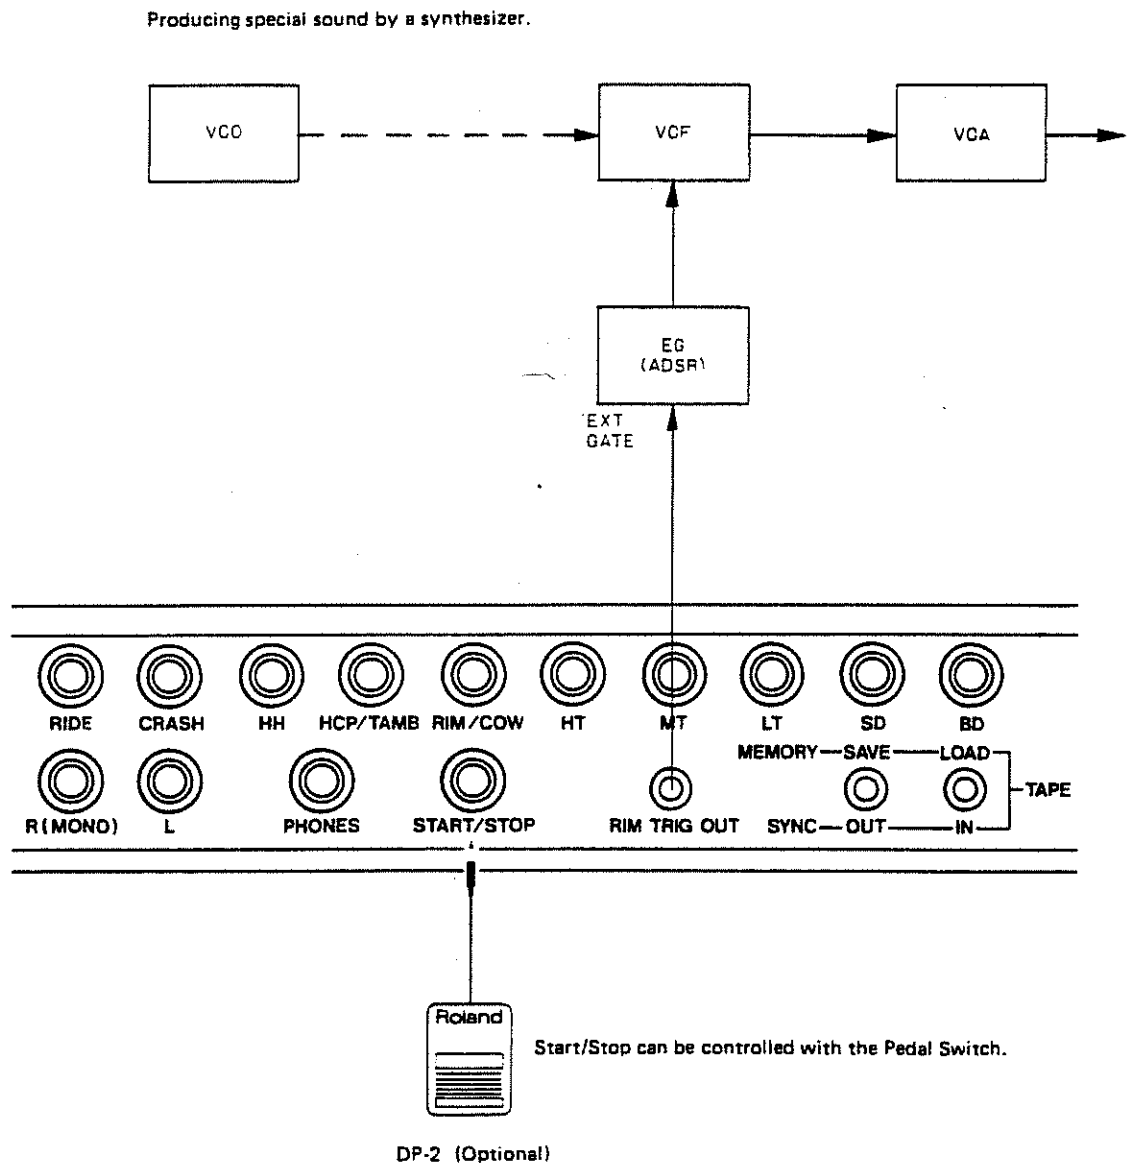 Producing special sound by a synthesizer.
VCO VCF VCA
EG
(ADSR)
EXT
GATE
RIDE CRASH HH HCP/TAMB RIM/COW HT MT LT SD BD
MEMORY SAVE LOAD
TAPE
R(MONO) L PHONES START/STOP RIM TRIG OUT SYNC OUT IN
Roland
Start/Stop can be controlled with the Pedal Switch.
DP-2 (Optional)